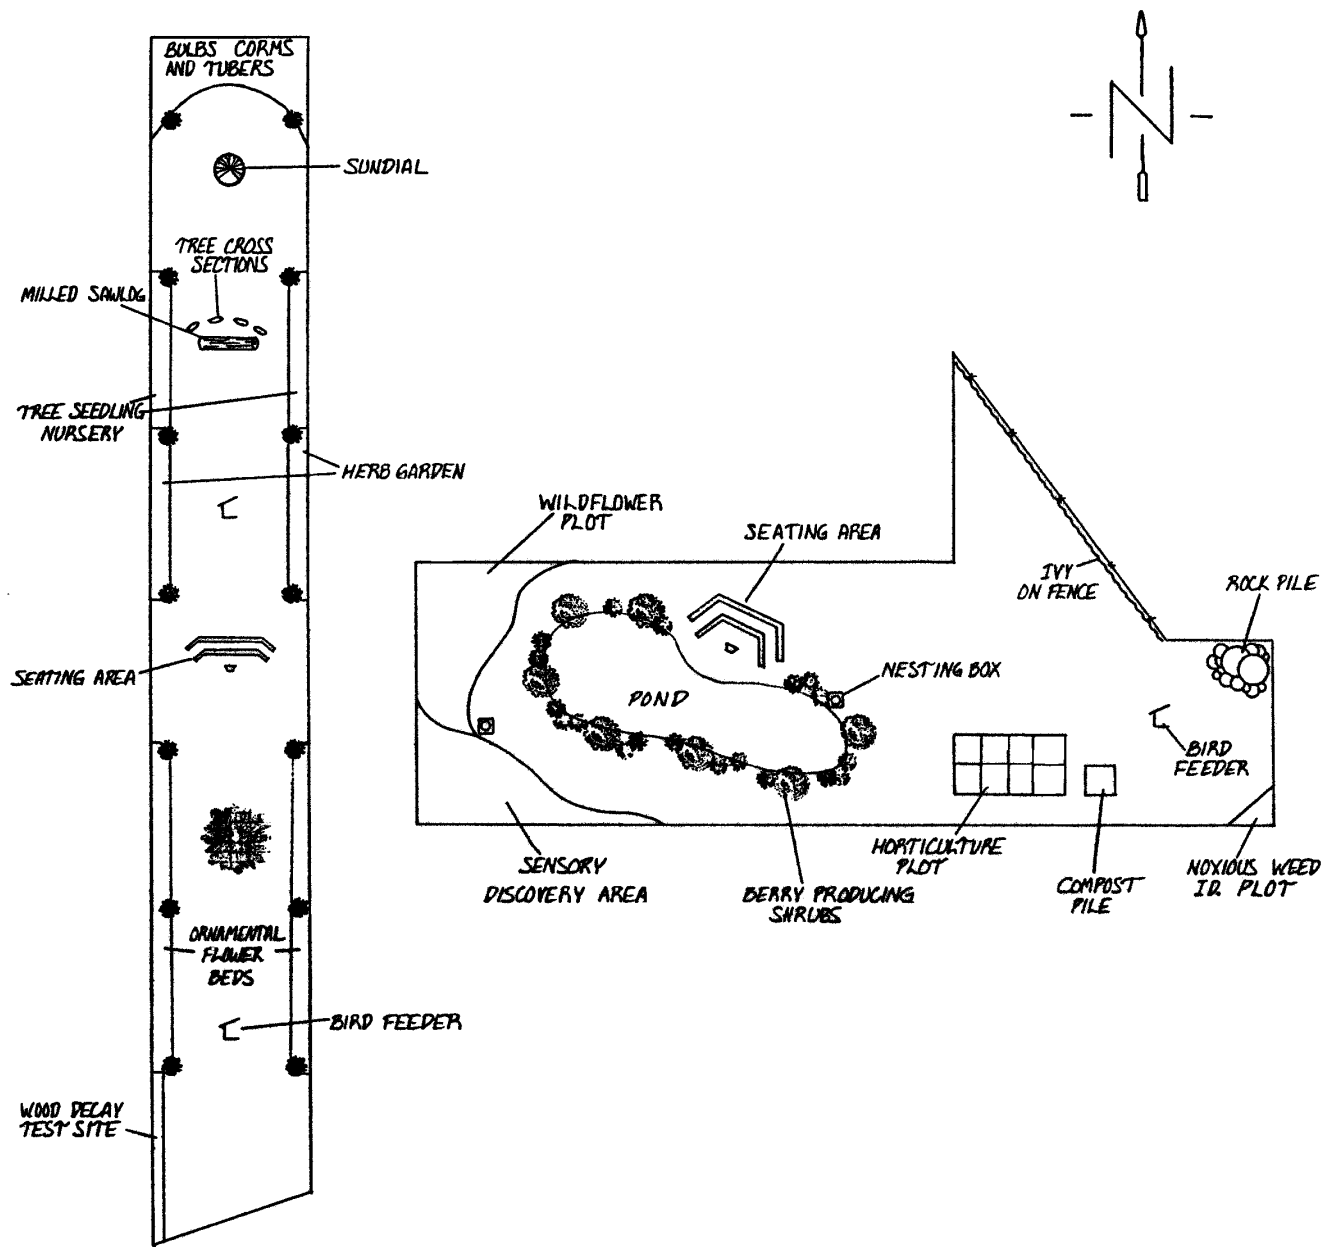 BULBS CORMS
AND TUBERS
N
SUNDIAL
TREE CROSS
SECTIONS
MILLED SAWLOG
TREE SEEDLING
NURSERY
HERB GARDEN
SEATING AREA
ORNAMENTAL
FLOWER
BEDS
BIRD FEEDER
WOOD DECAY
TEST SITE
WILDFLOWER
PLOT
SEATING AREA
IVY
ON FENCE
ROCK PILE
NESTING BOX
POND
BIRD
FEEDER
HORTICULTURE
PLOT
SENSORY
DISCOVERY AREA
BERRY PRODUCING
SHRUBS
COMPOST
PILE
NOXIOUS WEED
I.D. PLOT